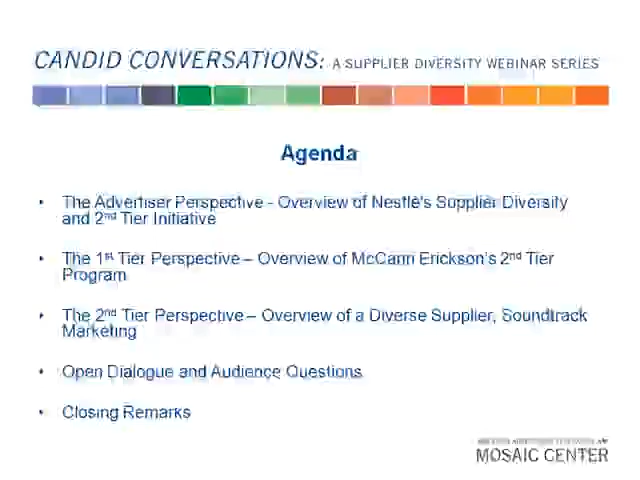 CANDID CONVERSATIONS: A SUPPLIER DIVERSITY WEBINAR SERIES
Agenda
• The Advertiser Perspective - Overview of Nestlé's Supplier Diversity
and 2nd Tier Initiative
• The 1st Tier Perspective – Overview of McCann Erickson's 2nd Tier
Program
• The 2nd Tier Perspective – Overview of a Diverse Supplier, Soundtrack
Marketing
• Open Dialogue and Audience Questions
• Closing Remarks
MOSAIC CENTER